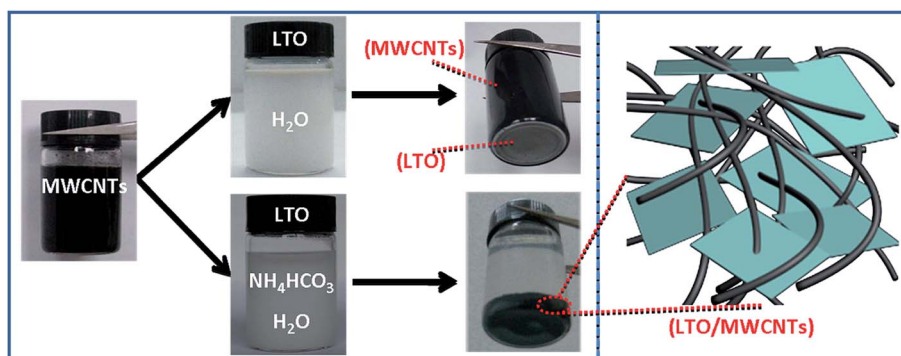 MWCNTs
LTO
H₂O
(MWCNTs)
(LTO)
LTO
NH₄HCO₃
H₂O
(LTO/MWCNTs)